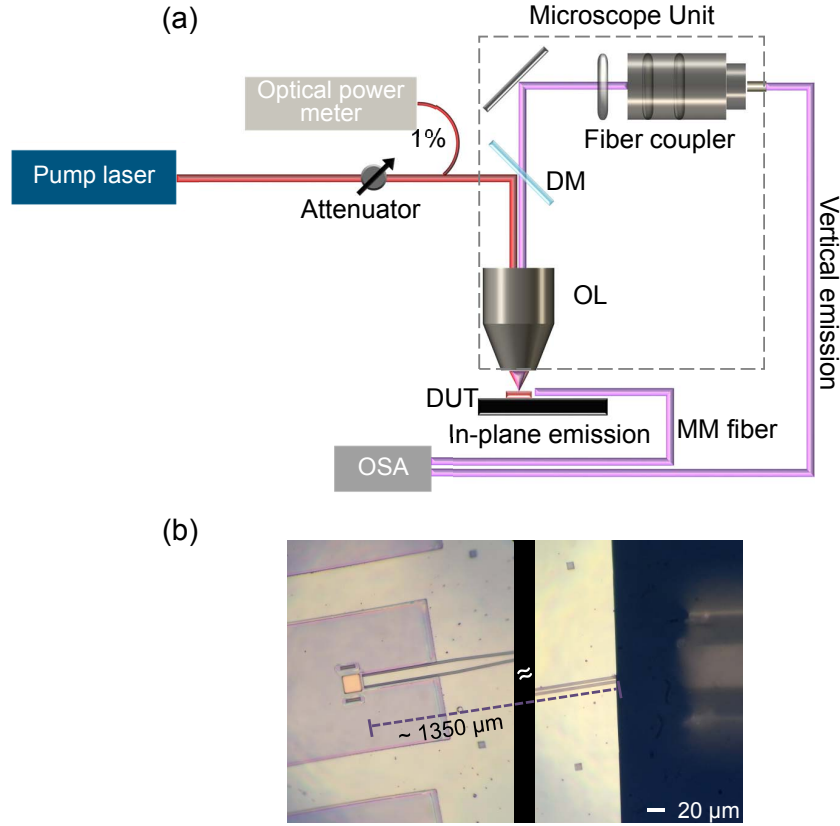 (a)
Microscope Unit
Optical power
meter
1%
Fiber coupler
Pump laser
DM
Attenuator
Vertical emission
OL
DUT
In-plane emission
MM fiber
OSA
(b)
≈
~ 1350 µm
20 µm